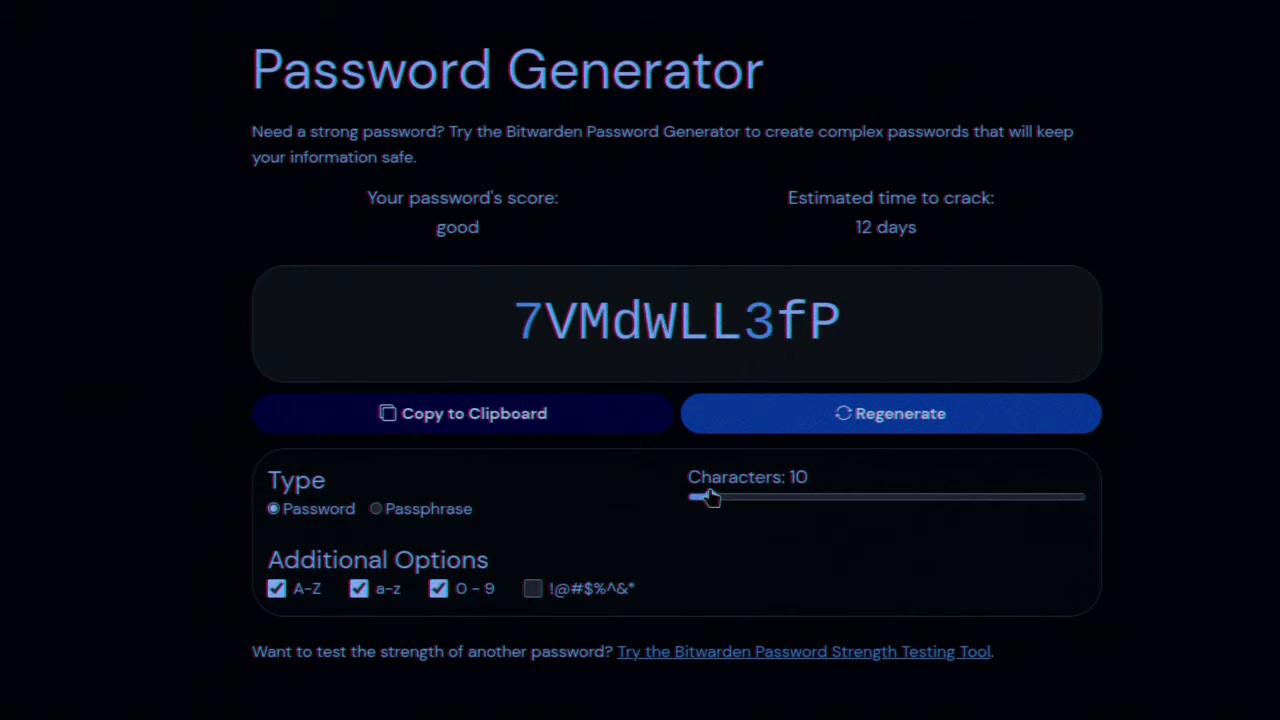 Password Generator
Need a strong password? Try the Bitwarden Password Generator to create complex passwords that will keep
your information safe.
Your password's score:
good
Estimated time to crack:
12 days
7VMdWLL3fP
Copy to Clipboard
Regenerate
Type
Password Passphrase
Characters: 10
Additional Options
A-Z a-z 0 - 9 !@#$%^&*
Want to test the strength of another password? Try the Bitwarden Password Strength Testing Tool.